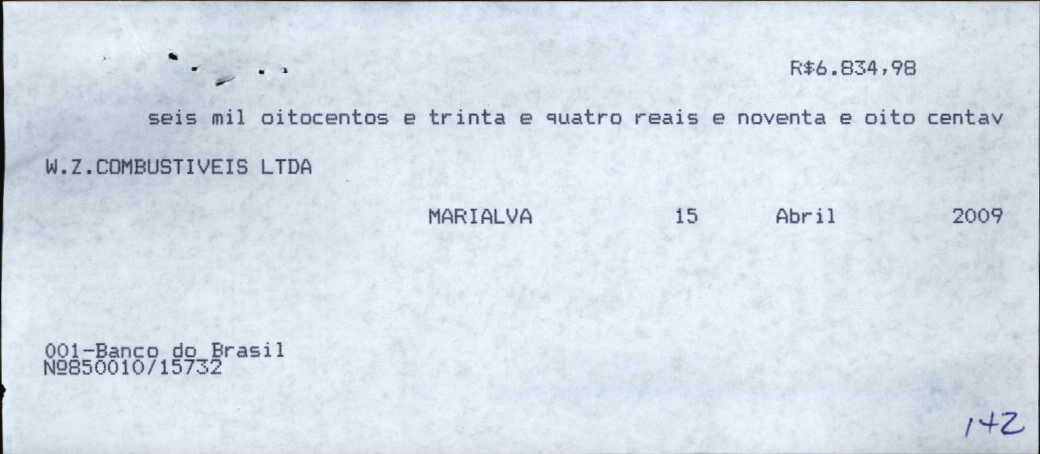 R$6.834,98
seis mil oitocentos e trinta e quatro reais e noventa e oito centav
W.Z.COMBUSTIVEIS LTDA
MARIALVA 15 Abril 2009
001-Banco do Brasil
Nº850010/15732
142